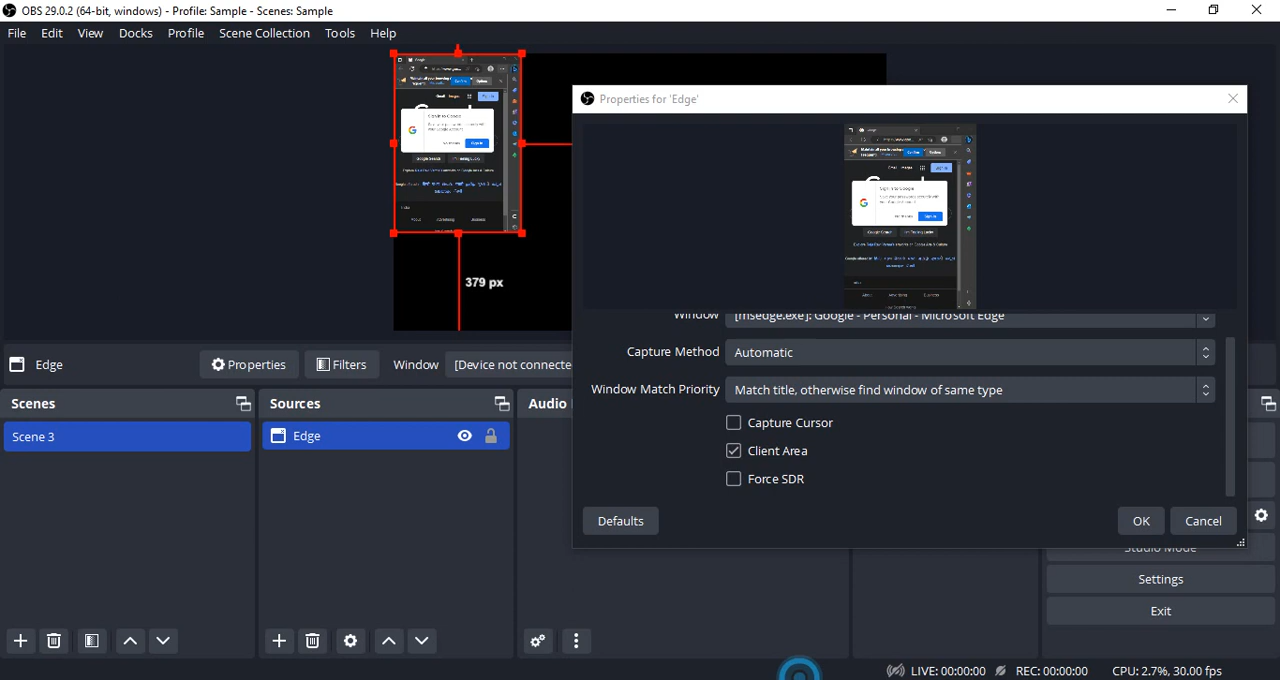 OBS 29.0.2 (64-bit, windows) - Profile: Sample - Scenes: Sample
File Edit View Docks Profile Scene Collection Tools Help
379 px
Properties for 'Edge'
Window [msedge.exe]: Google - Personal - Microsoft Edge
Capture Method Automatic
Window Match Priority Match title, otherwise find window of same type
Capture Cursor
Client Area
Force SDR
Defaults OK Cancel
Edge Properties Filters Window [Device not connecte
Scenes Sources Audio
Scene 3 Edge
Studio Mode
Settings
Exit
LIVE: 00:00:00 REC: 00:00:00 CPU: 2.7%, 30.00 fps